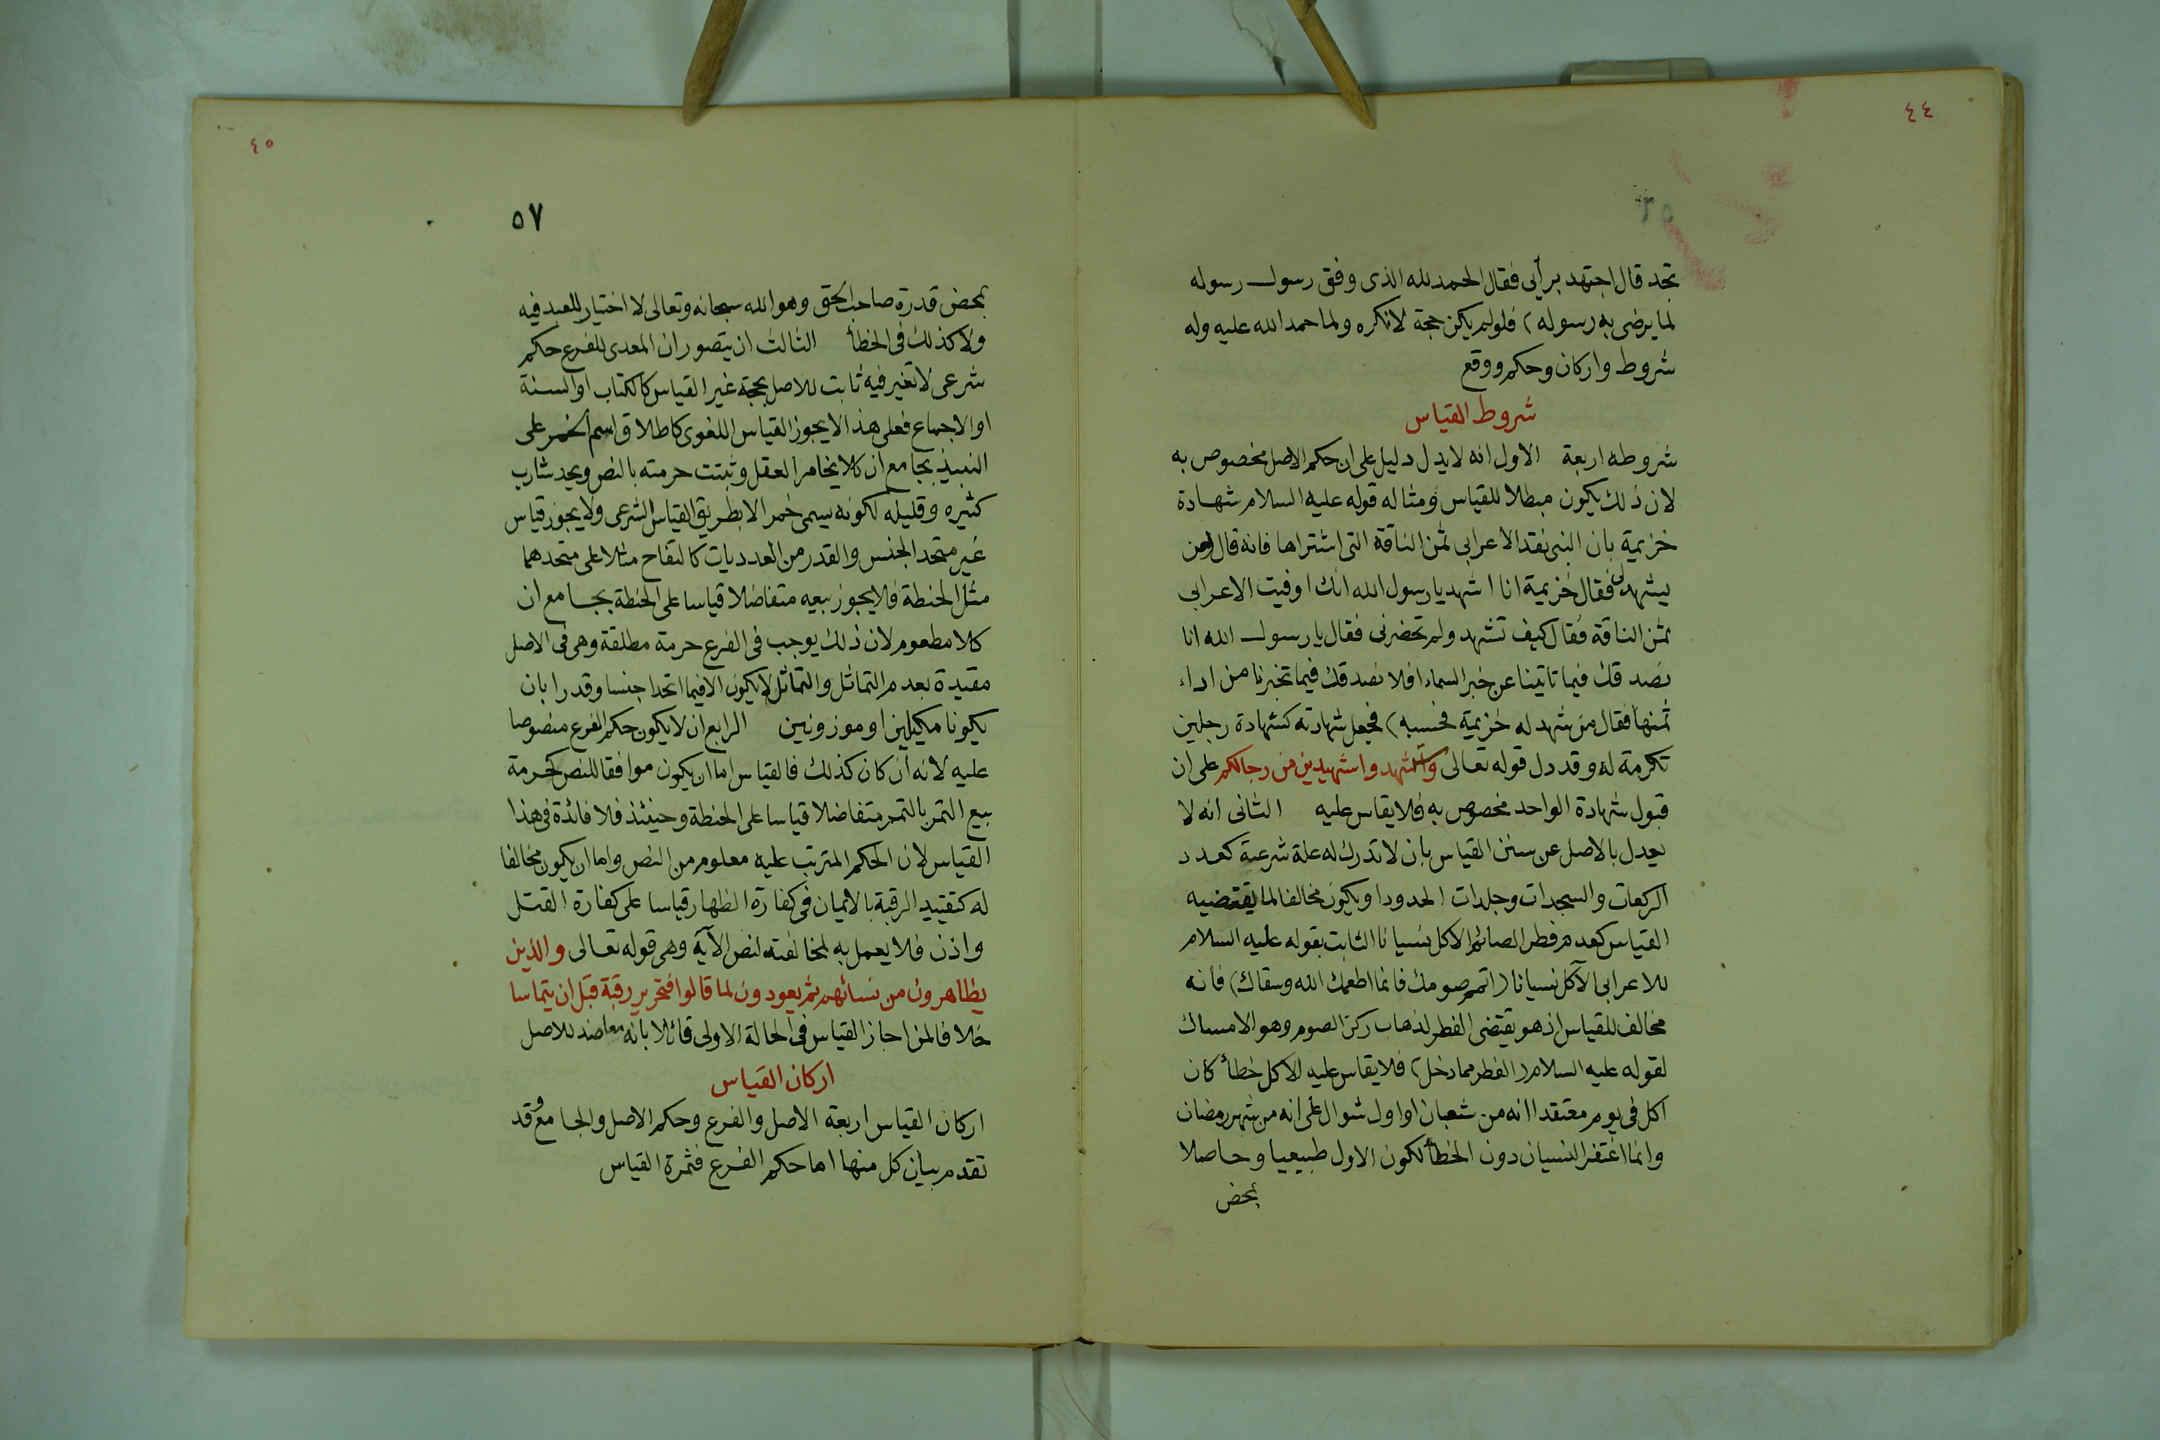 ٤٤
٥٦
تجد قال اجتهد برأيي فقال الحمد لله الذي وفق رسول رسوله
لما يرضى به رسوله ) فلو لم يكن حجة لانكره ولما حمد الله عليه وله
شروط واركان وحكم ووقع
شروط القياس
شروطه اربعة الاول انه لا يدل دليل على ان حكم الاصل مخصوص به
لان ذلك يكون مبطلا للقياس ومثاله قوله عليه السلام شهادة
خزيمة بان النبي نقد الاعرابي ثمن الناقة التي اشتراها فانه قال من
يشهد لي فقال خزيمة انا اشهد يا رسول الله انك اوفيت الاعرابي
ثمن الناقة فقال كيف تشهد ولم تحضرني فقال يا رسول الله انا
نصدقك فيما تاتينا عن خبر السماء افلا نصدقك فيما تخبرنا من اداء
ثمنها فقال من شهد له خزيمة فحسبه ) فجعل شهادته كشهادة رجلين
تكرمة له وقد دل قوله تعالى واستشهدوا شهيدين من رجالكم على ان
قبول شهادة الواحد مخصوص به فلا يقاس عليه الثاني انه لا
يعدل بالاصل عن سنن القياس بان لا تدرك له علة شرعية كعدد
الركعات والسجدات وجلدات الحدود او يكون مخالفا لما يقتضيه
القياس كعدم فطر الصائم الاكل نسيانا الثابت بقوله عليه السلام
للاعرابي الآكل نسيانا ( اتم صومك فانما اطعمك الله وسقاك ) فانه
مخالف للقياس اذ هو يقتضى الفطر لذهاب ركن الصوم وهو الامساك
لقوله عليه السلام ( الفطر مما دخل ) فلا يقاس عليه الاكل خطأ كان
اكل في يوم معتقدا انه من شعبان او اول شوال على انه من شهر رمضان
وانما اغتفر النسيان دون الخطأ لكون الاول طبيعيا وحاصلا
بمحض
٤٥
٥٧
بمحض قدرة صاحب الحق وهو الله سبحانه وتعالى لا اختيار للعبد فيه
ولا كذلك في الخطأ الثالث ان يتصور ان المعدى للفرع حكم
شرعى لا تغير فيه ثابت للاصل بحجة غير القياس كالكتاب او السنة
او الاجماع فعلى هذا لا يجوز القياس اللغوى كاطلاق اسم الخمر على
النبيذ بجامع ان كلا يخامر العقل وثبتت حرمته بالنص ويحد شارب
كثيره وقليله لكونه يسمى خمر الا بطريق القياس الشرعى ولا يجوز قياس
غير متحد الجنس والقدر من العدديات كالتفاح مثلا على متحدهما
مثل الحنطة فلا يجوز بيعه متفاضلا قياسا على الحنطة بجامع ان
كلا مطعوم لان ذلك يوجب في الفرع حرمة مطلقة وهي في الاصل
مقيدة بعدم التماثل والتماثل لا يكون الا فيما اتحدا جنسا وقدرا بان
يكونا مكيلين او موزونين الرابع ان لا يكون حكم الفرع منصوصا
عليه لانه ان كان كذلك فالقياس اما ان يكون موافقا للنص كحرمة
بيع التمر بالتمر متفاضلا قياسا على الحنطة وحينئذ فلا فائدة في هذا
القياس لان الحكم المترتب عليه معلوم من النص واما ان يكون مخالفا
له كتقييد الرقبة بالايمان في كفارة الظهار قياسا على كفارة القتل
واذن فلا يعمل به لمخالفته لنص الآية وهي قوله تعالى والذين
يظاهرون من نسائهم ثم يعودون لما قالوا فتحرير رقبة قبل ان يتماسا
خلافا لمن اجاز القياس في الحالة الاولى قائلا بانه معاضد للاصل
اركان القياس
اركان القياس اربعة الاصل والفرع وحكم الاصل والجامع وقد
تقدم بيان كل منها اما حكم الفرع فثمرة القياس